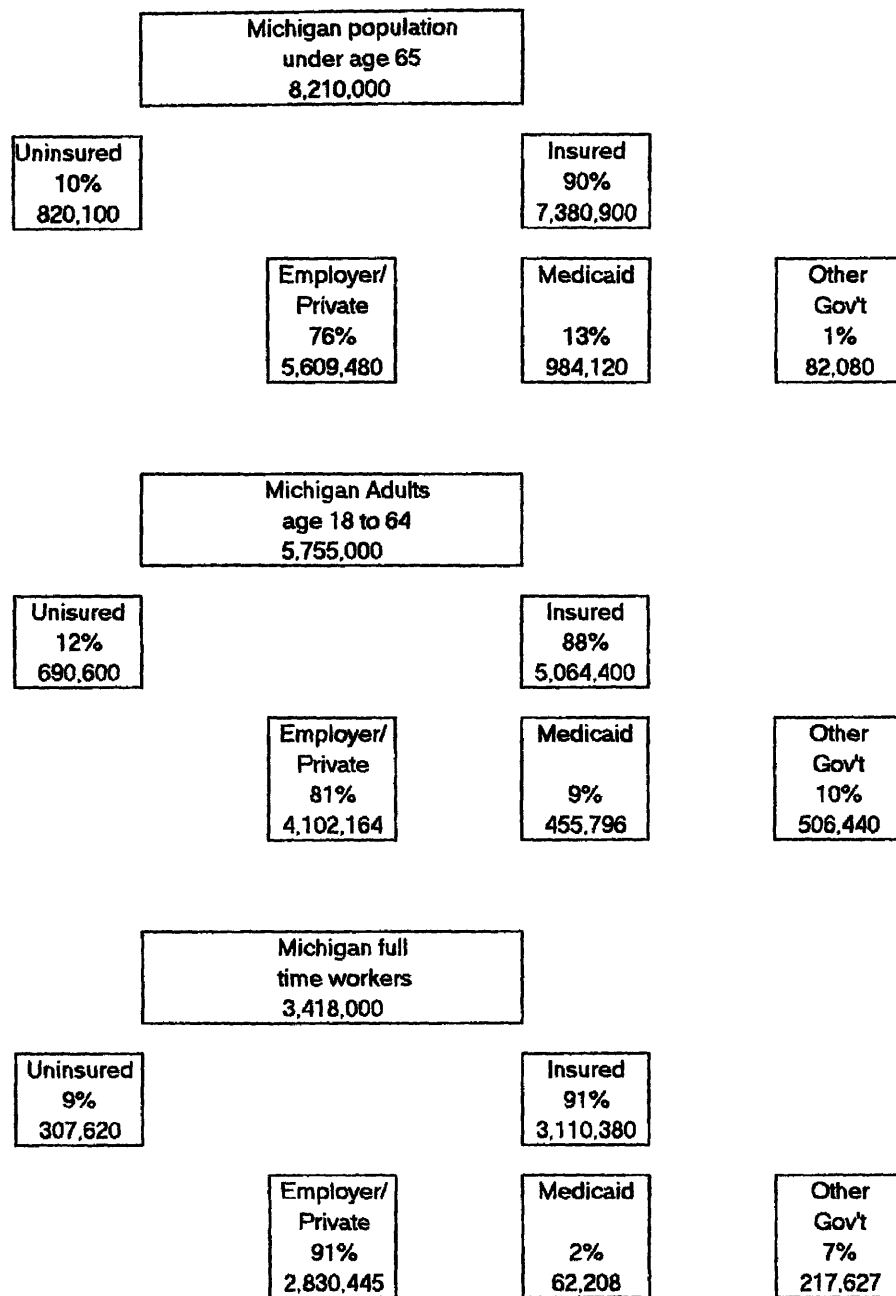 Michigan population
under age 65
8,210,000
Uninsured
10%
820,100
Insured
90%
7,380,900
Employer/
Private
76%
5,609,480
Medicaid
13%
984,120
Other
Gov't
1%
82,080
Michigan Adults
age 18 to 64
5,755,000
Unisured
12%
690,600
Insured
88%
5,064,400
Employer/
Private
81%
4,102,164
Medicaid
9%
455,796
Other
Gov't
10%
506,440
Michigan full
time workers
3,418,000
Uninsured
9%
307,620
Insured
91%
3,110,380
Employer/
Private
91%
2,830,445
Medicaid
2%
62,208
Other
Gov't
7%
217,627